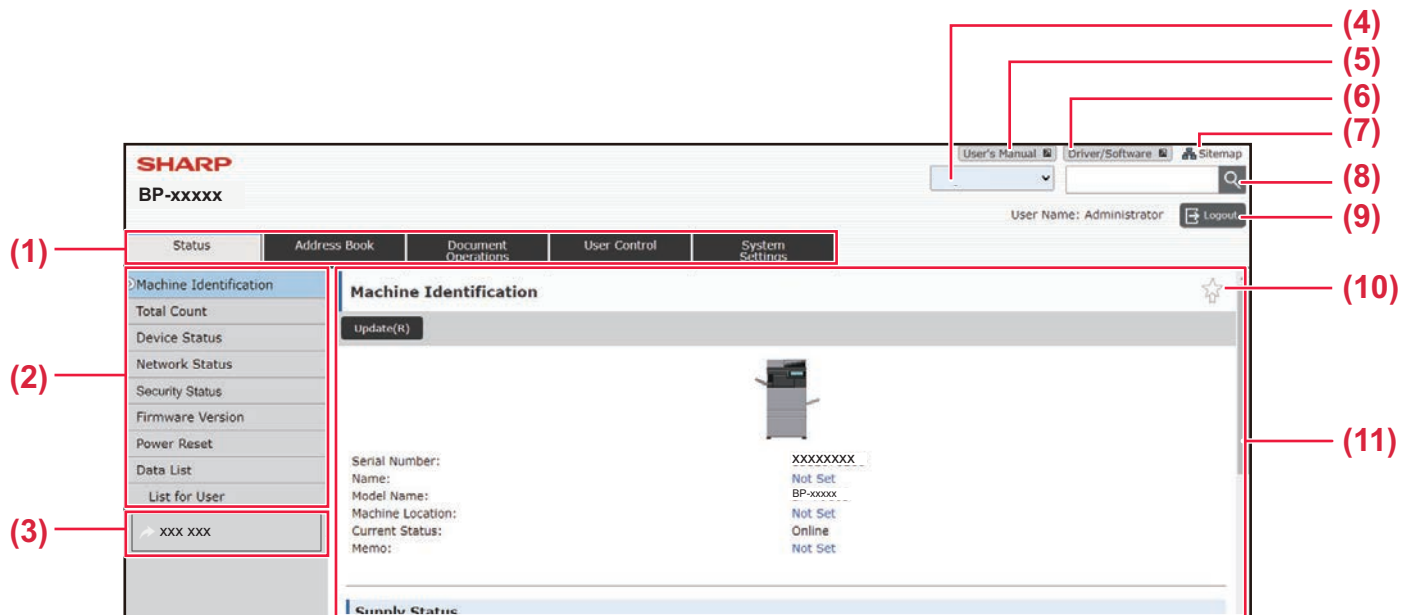 (4)
(5)
(6)
(7)
SHARP
User's Manual
Driver/Software
Sitemap
BP-xxxxx
(8)
User Name: Administrator
Logout
(9)
(1)
Status
Address Book
Document
Operations
User Control
System
Settings
Machine Identification
Machine Identification
(10)
Total Count
Device Status
Update(R)
Network Status
(2)
Security Status
Firmware Version
Power Reset
(11)
Data List
List for User
Serial Number: XXXXXXXX
Name: Not Set
Model Name: BP-xxxxx
Machine Location: Not Set
Current Status: Online
Memo: Not Set
(3)
xxx xxx
Supply Status